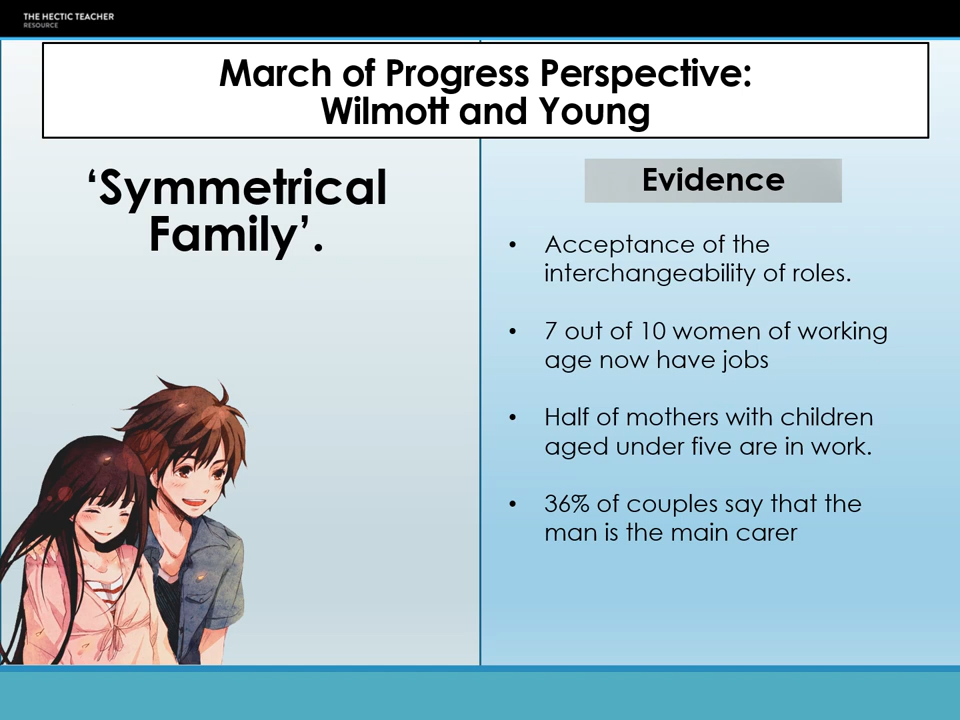 THE HECTIC TEACHER
RESOURCE
March of Progress Perspective:
Wilmott and Young
‘Symmetrical
Family’.
Evidence
• Acceptance of the
interchangeability of roles.
• 7 out of 10 women of working
age now have jobs
• Half of mothers with children
aged under five are in work.
• 36% of couples say that the
man is the main carer